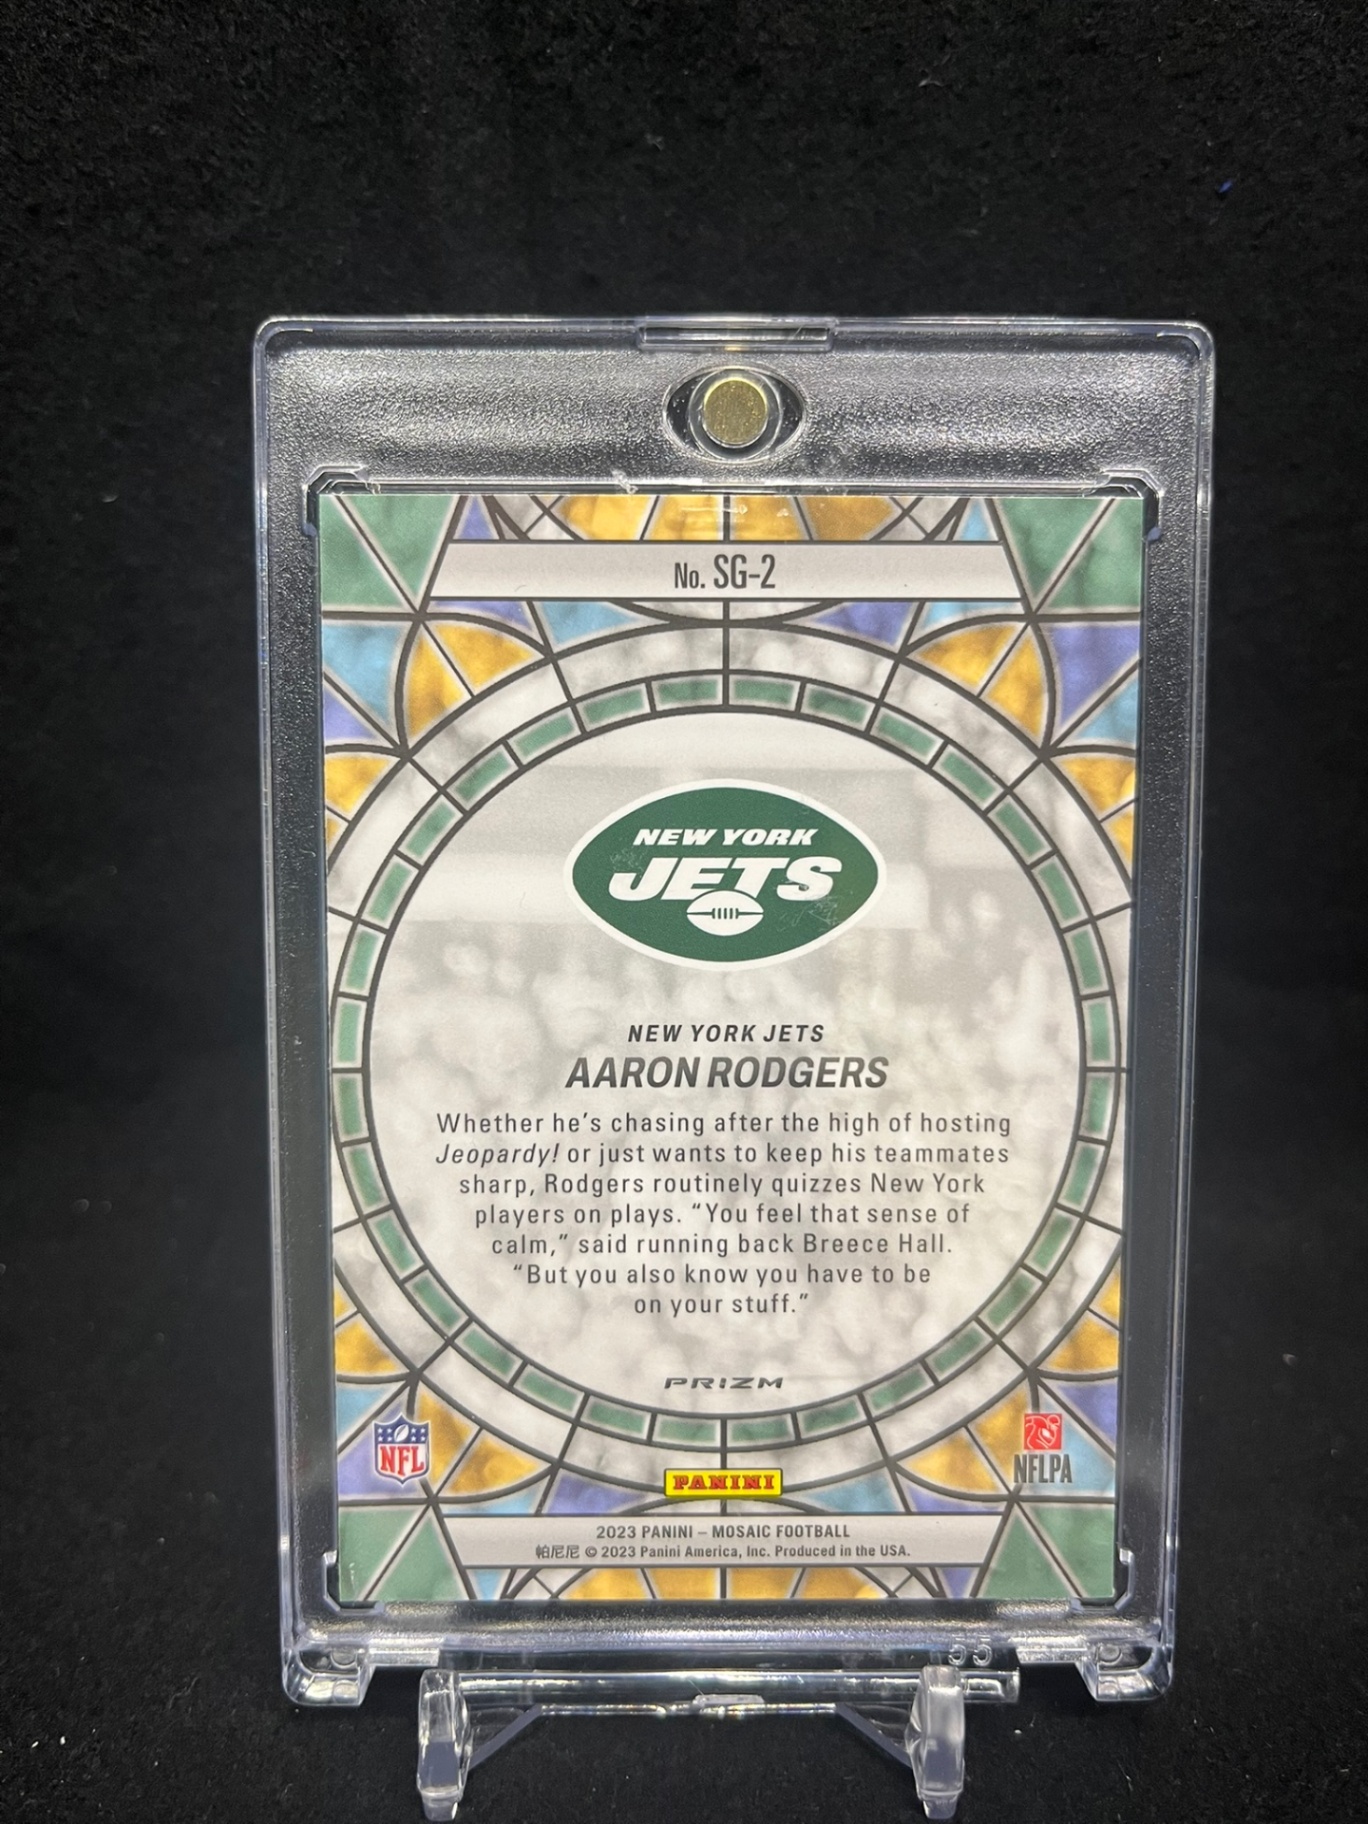 No. SG-2
NEW YORK
JETS
NEW YORK JETS
AARON RODGERS
Whether he's chasing after the high of hosting
Jeopardy! or just wants to keep his teammates
sharp, Rodgers routinely quizzes New York
players on plays. “You feel that sense of
calm,” said running back Breece Hall.
“But you also know you have to be
on your stuff.”
PRIZM
NFL
NFLPA
PANINI
2023 PANINI – MOSAIC FOOTBALL
帕尼尼 © 2023 Panini America, Inc. Produced in the USA.
55